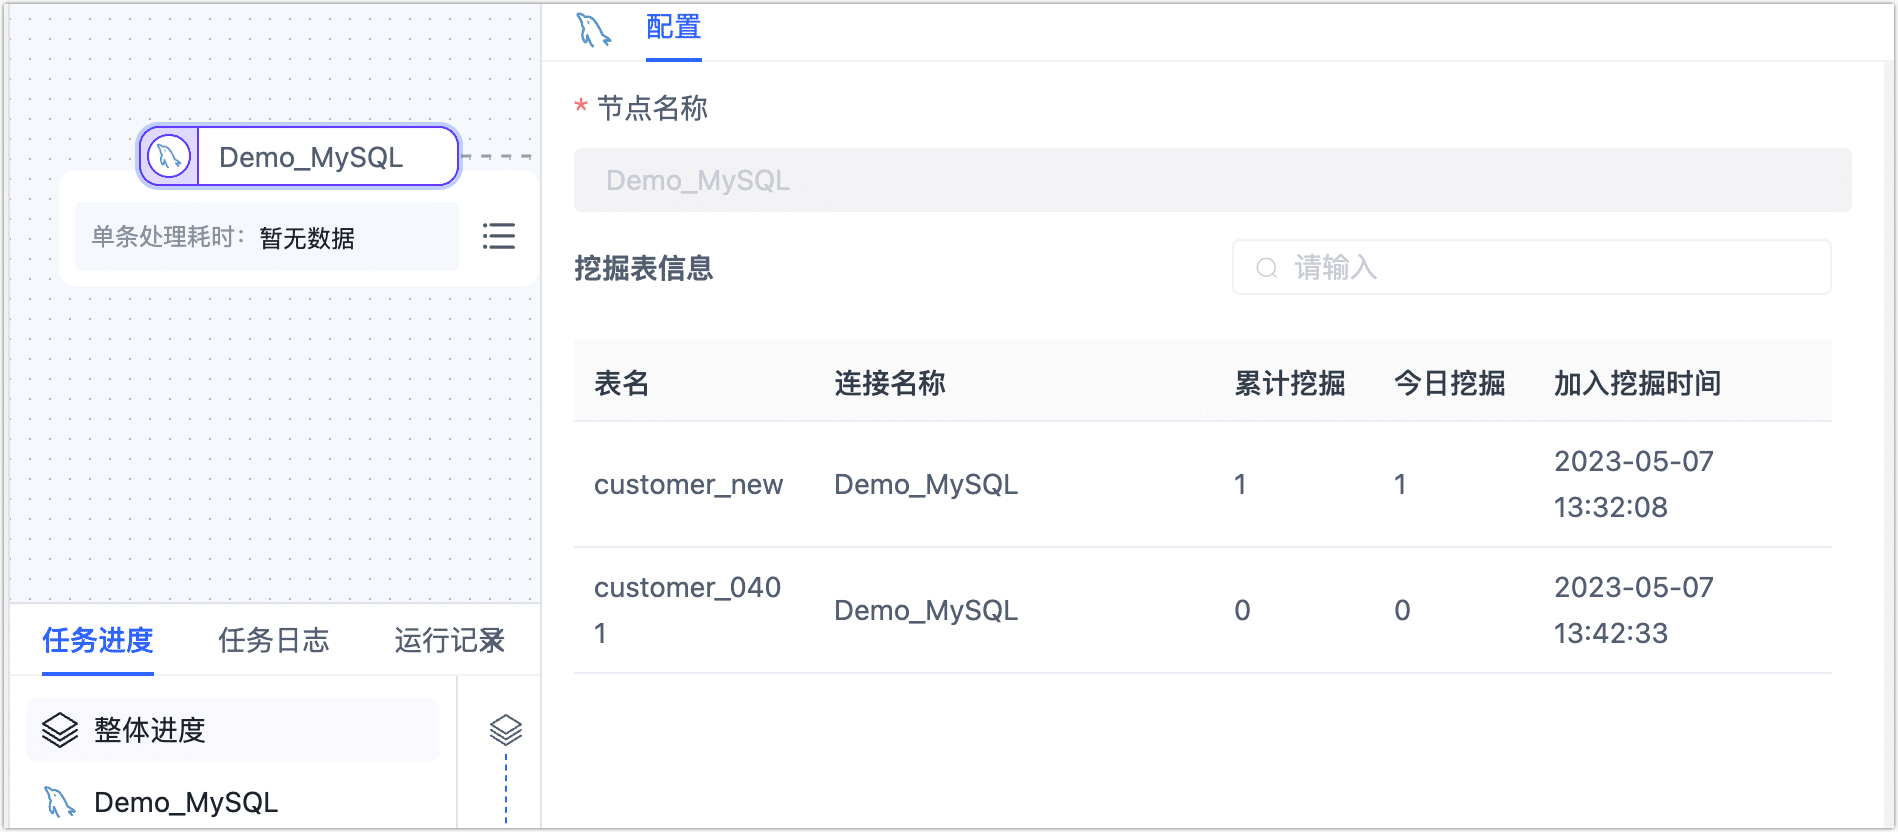 Demo_MySQL
单条处理耗时：暂无数据
任务进度 任务日志 运行记录
整体进度
Demo_MySQL
配置
* 节点名称
Demo_MySQL
挖掘表信息
请输入
表名 连接名称 累计挖掘 今日挖掘 加入挖掘时间
customer_new Demo_MySQL 1 1 2023-05-07
13:32:08
customer_040
1 Demo_MySQL 0 0 2023-05-07
13:42:33